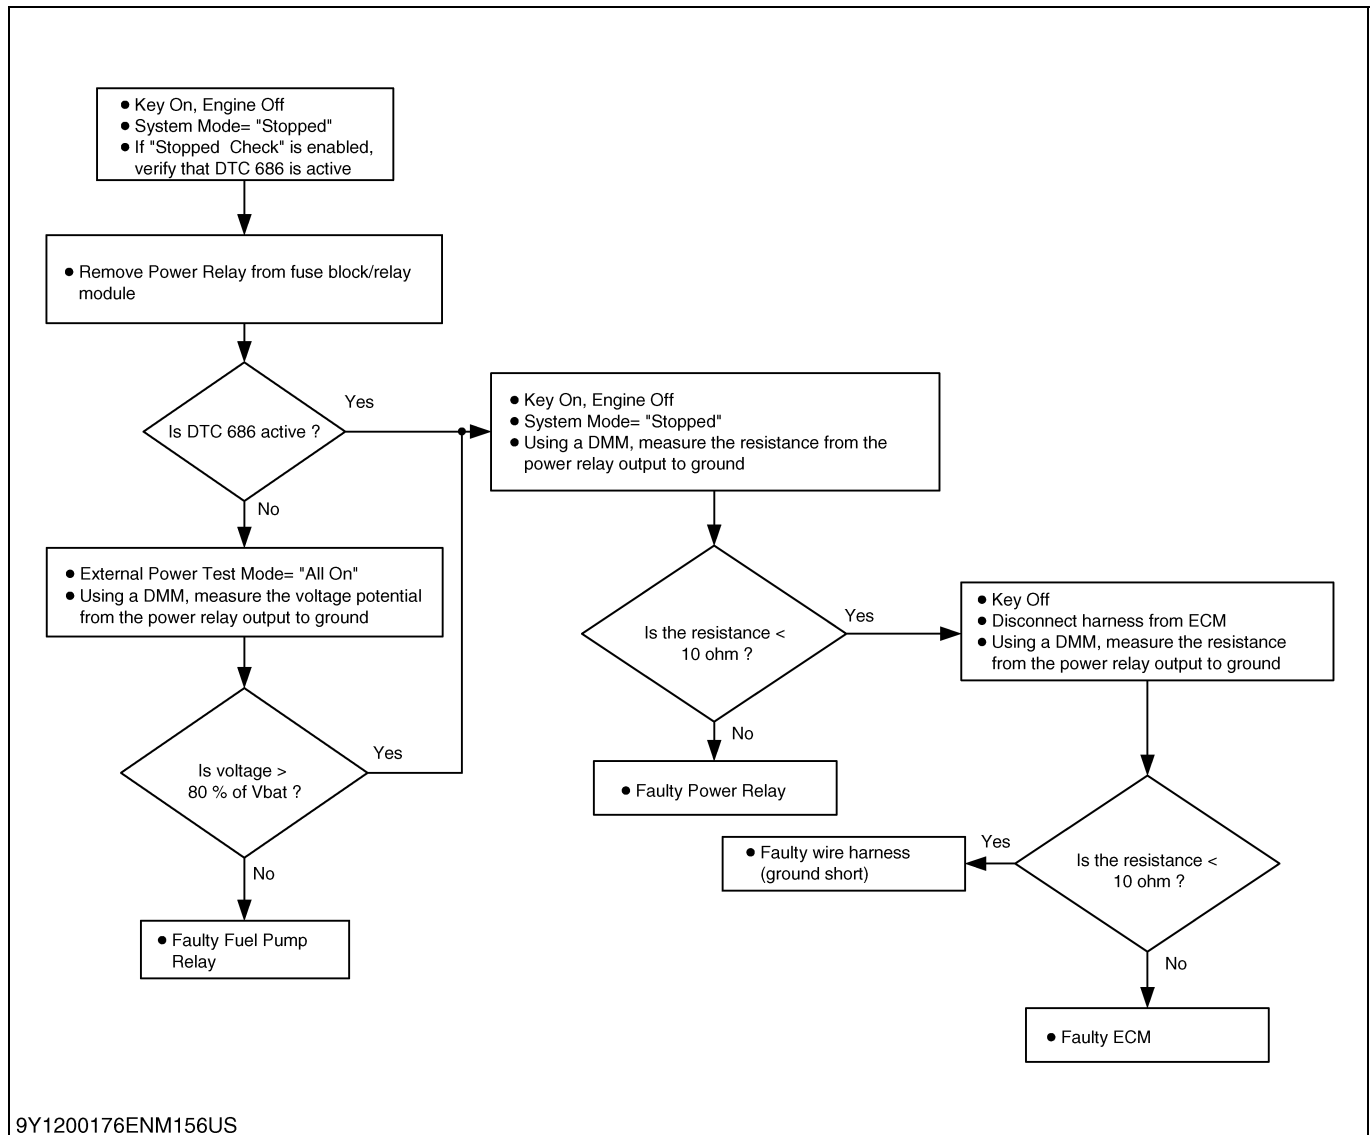 ● Key On, Engine Off
● System Mode= "Stopped"
● If "Stopped Check" is enabled,
verify that DTC 686 is active
● Remove Power Relay from fuse block/relay
module
Is DTC 686 active ?
Yes
No
● External Power Test Mode= "All On"
● Using a DMM, measure the voltage potential
from the power relay output to ground
Is voltage >
80 % of Vbat ?
Yes
No
● Faulty Fuel Pump
Relay
● Key On, Engine Off
● System Mode= "Stopped"
● Using a DMM, measure the resistance from the
power relay output to ground
Is the resistance <
10 ohm ?
Yes
No
● Faulty Power Relay
● Key Off
● Disconnect harness from ECM
● Using a DMM, measure the resistance
from the power relay output to ground
Is the resistance <
10 ohm ?
Yes
● Faulty wire harness
(ground short)
No
● Faulty ECM
9Y1200176ENM156US